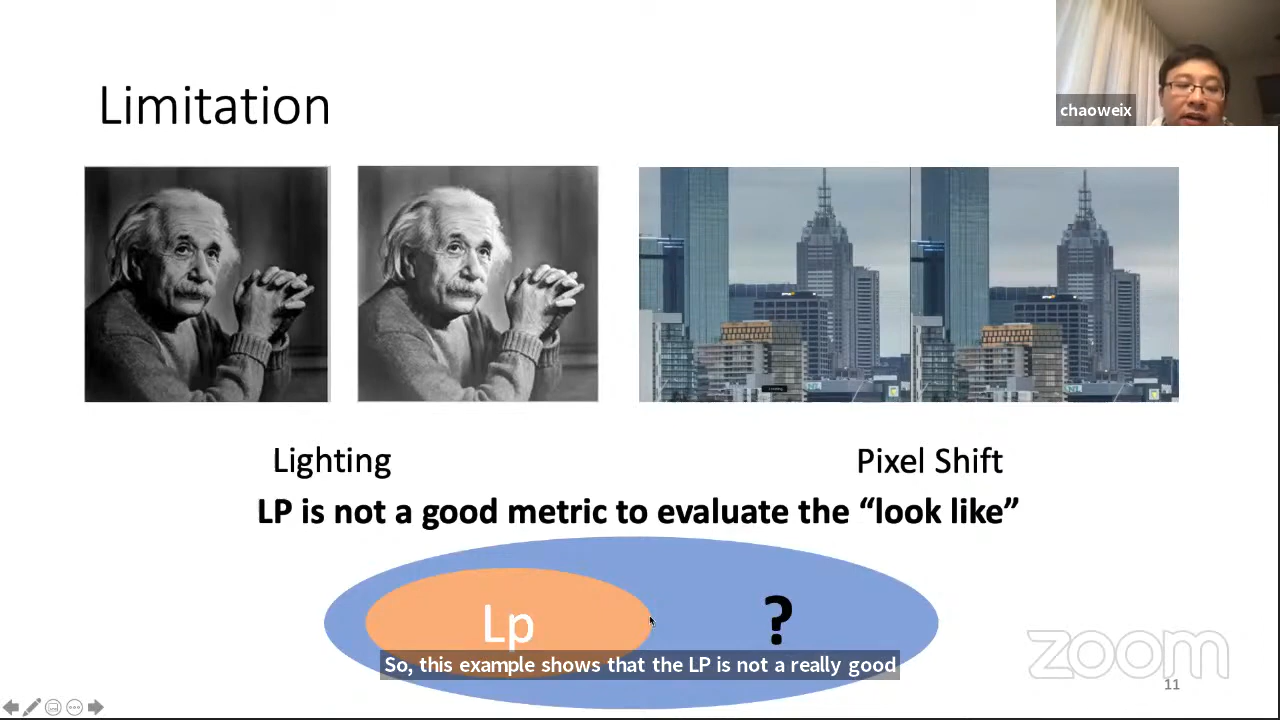 Limitation
chaoweix
Lighting
Pixel Shift
LP is not a good metric to evaluate the “look like”
Lp
?
So, this example shows that the LP is not a really good
zoom
11